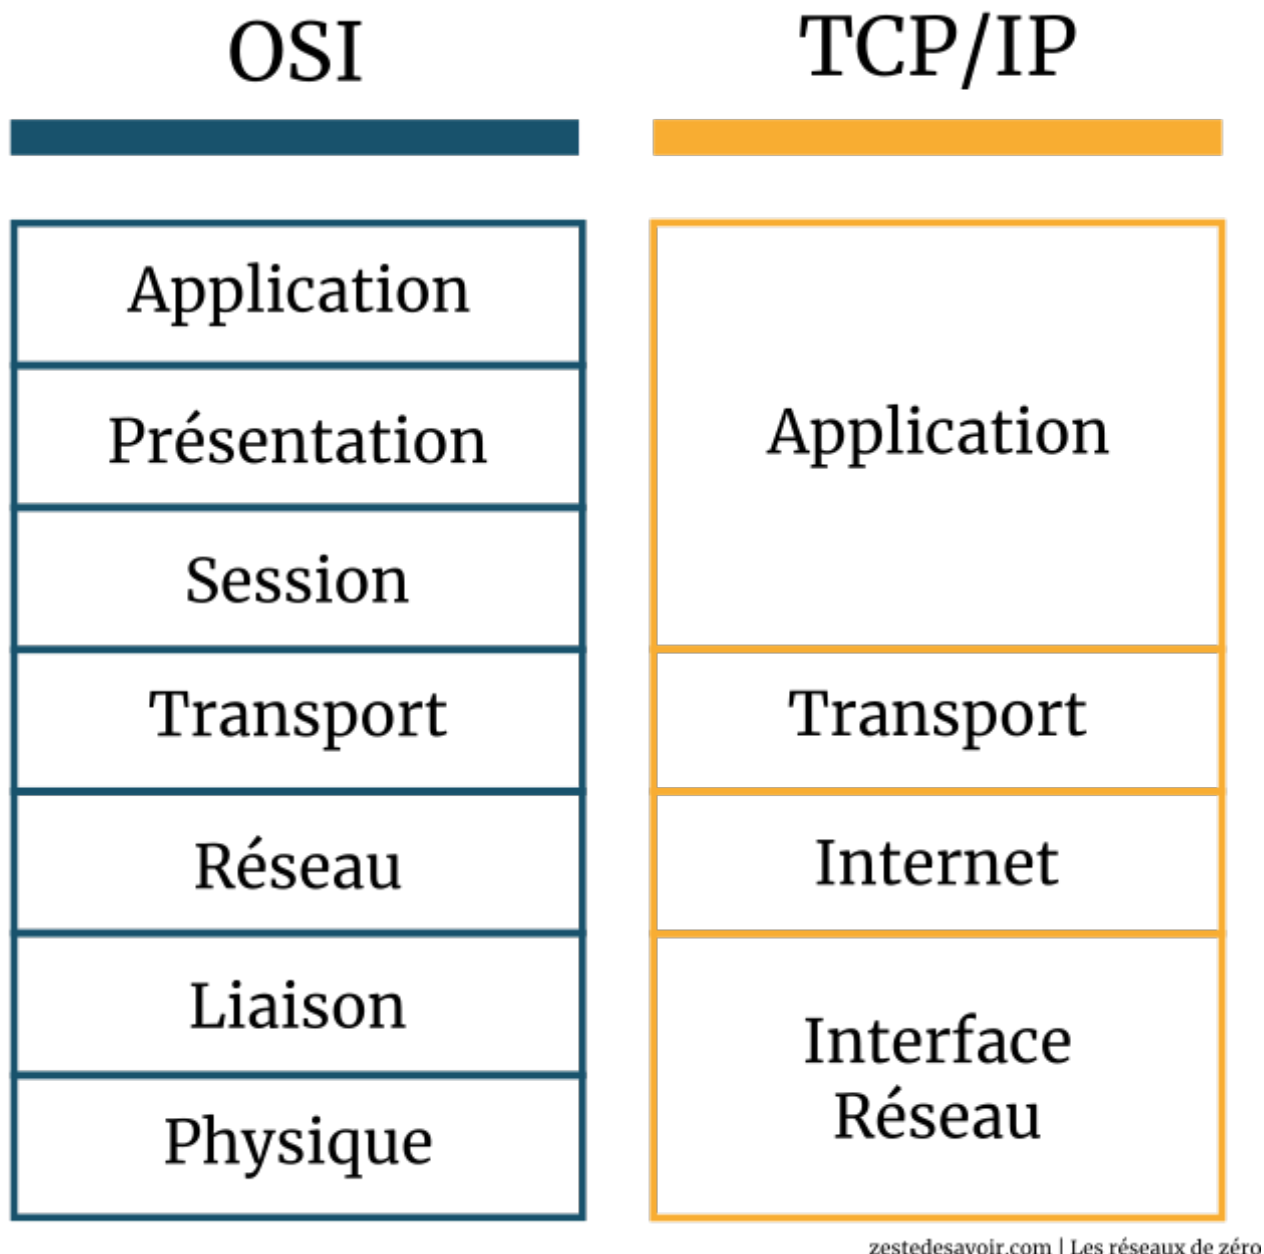 OSI
TCP/IP
Application
Présentation
Session
Transport
Réseau
Liaison
Physique
Application
Transport
Internet
Interface
Réseau
zestedesavoir.com | Les réseaux de zéro